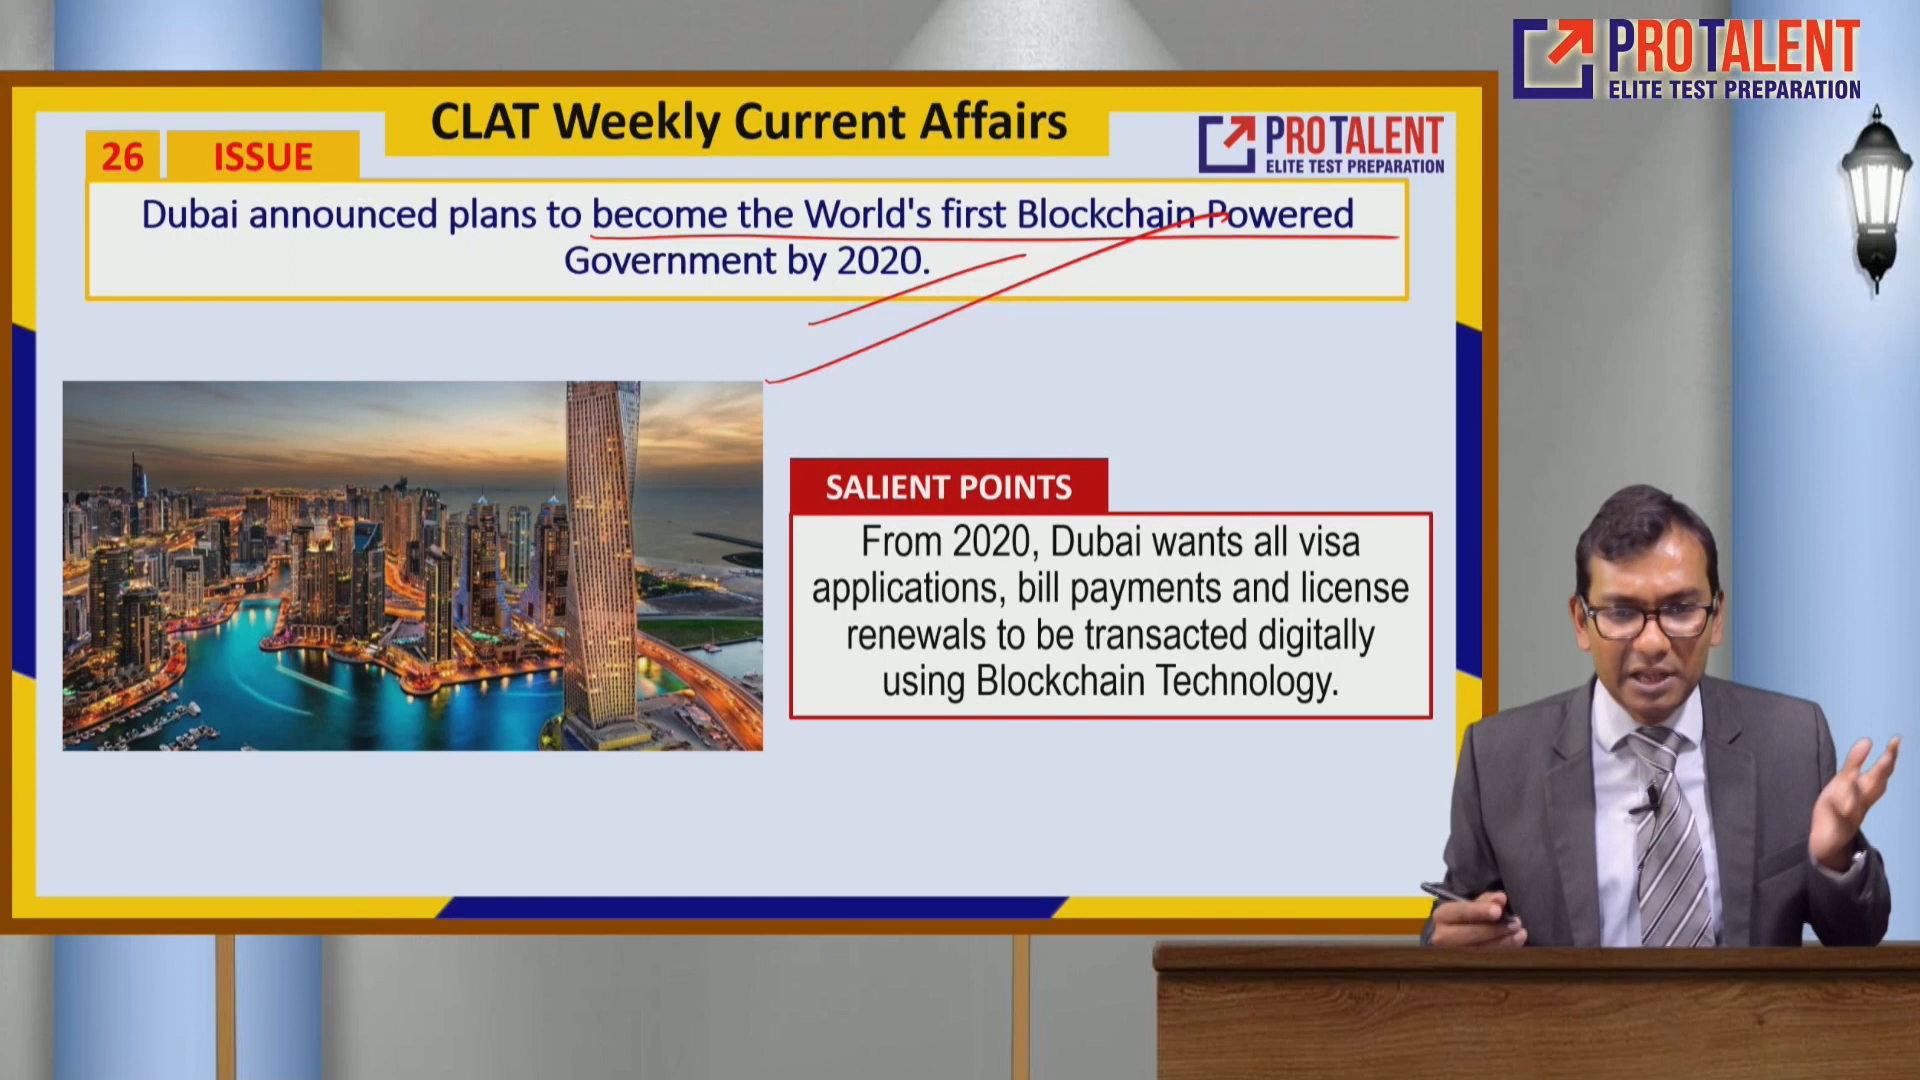 PROTALENT
ELITE TEST PREPARATION
CLAT Weekly Current Affairs
26 ISSUE
PROTALENT
ELITE TEST PREPARATION
Dubai announced plans to become the World's first Blockchain Powered
Government by 2020.
SALIENT POINTS
From 2020, Dubai wants all visa
applications, bill payments and license
renewals to be transacted digitally
using Blockchain Technology.